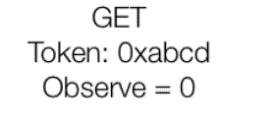 GET
Token: 0xabcd
Observe = 0